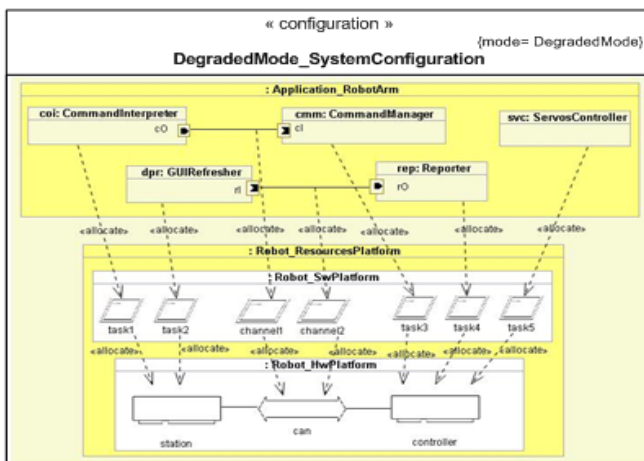 « configuration »
{mode= DegradedMode}
DegradedMode_SystemConfiguration
: Application_RobotArm
coi: CommandInterpreter
cO
cmm: CommandManager
cI
svc: ServosController
dpr: GUIRefresher
rI
rep: Reporter
rO
«allocate» «allocate» «allocate» «allocate» «allocate» «allocate» «allocate»
: Robot_ResourcesPlatform
: Robot_SwPlatform
task1 task2 channel1 channel2 task3 task4 task5
«allocate» «allocate» «allocate» «allocate» «allocate» «allocate» «allocate»
: Robot_HwPlatform
station can controller